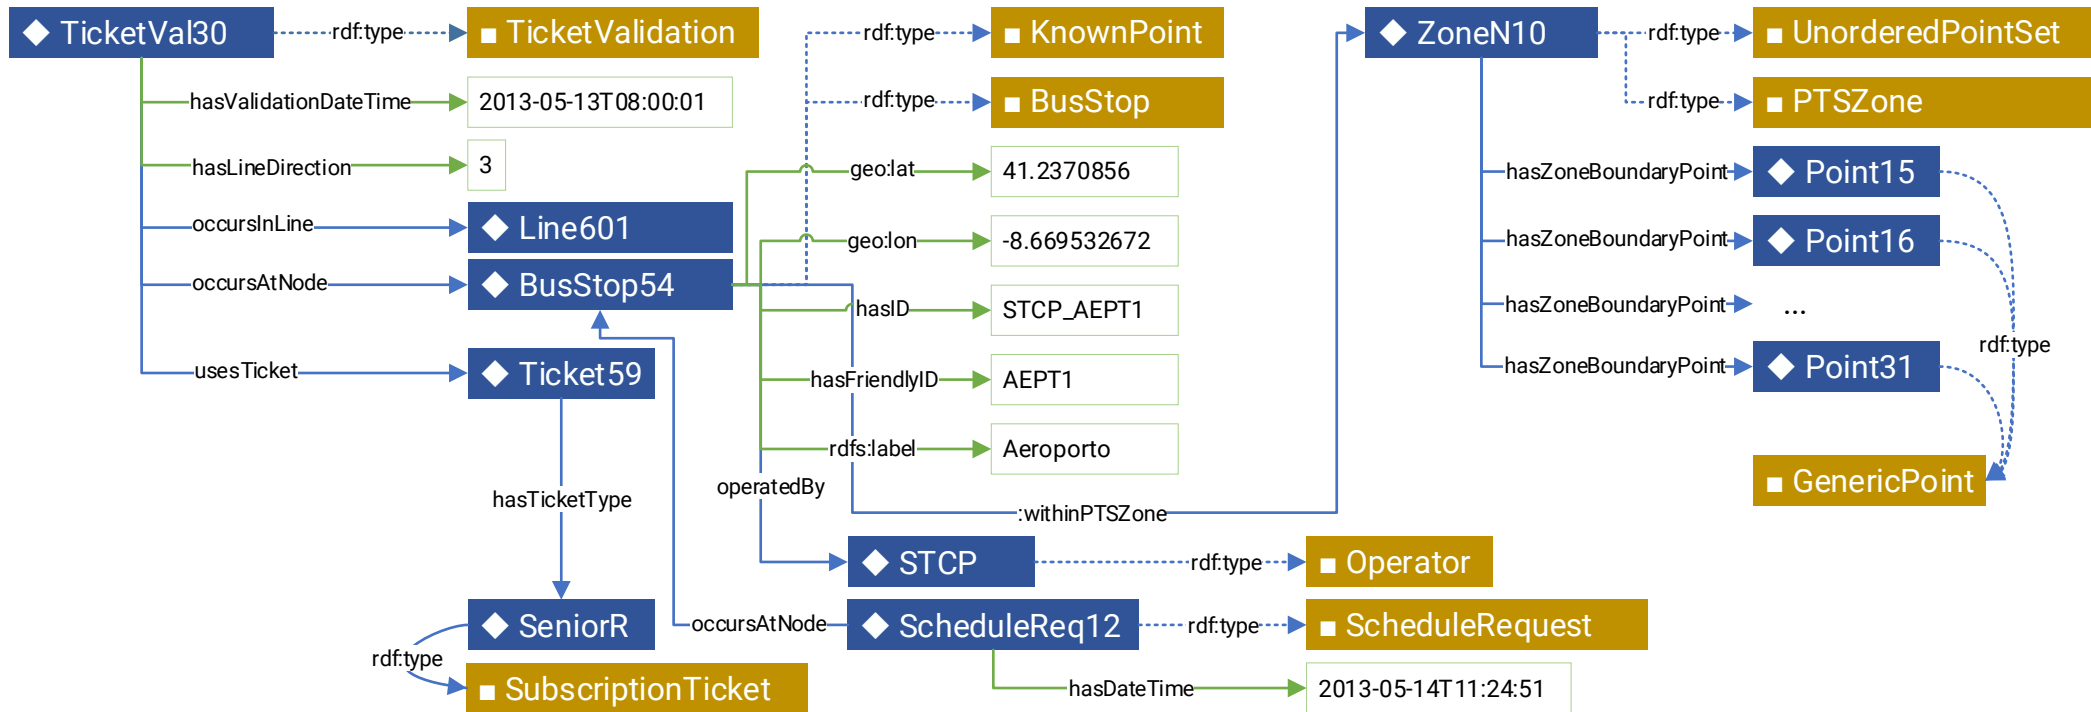 ◆ TicketVal30
rdf:type
■ TicketValidation
hasValidationDateTime
2013-05-13T08:00:01
hasLineDirection
3
occursInLine
◆ Line601
occursAtNode
◆ BusStop54
usesTicket
◆ Ticket59
hasTicketType
◆ SeniorR
rdf:type
■ SubscriptionTicket
rdf:type
■ KnownPoint
rdf:type
■ BusStop
geo:lat
41.2370856
geo:lon
-8.669532672
hasID
STCP_AEPT1
hasFriendlyID
AEPT1
rdfs:label
Aeroporto
operatedBy
:withinPTSZone
◆ STCP
rdf:type
■ Operator
occursAtNode
◆ ScheduleReq12
rdf:type
■ ScheduleRequest
hasDateTime
2013-05-14T11:24:51
◆ ZoneN10
rdf:type
■ UnorderedPointSet
rdf:type
■ PTSZone
hasZoneBoundaryPoint
◆ Point15
hasZoneBoundaryPoint
◆ Point16
hasZoneBoundaryPoint
...
hasZoneBoundaryPoint
◆ Point31
rdf:type
■ GenericPoint